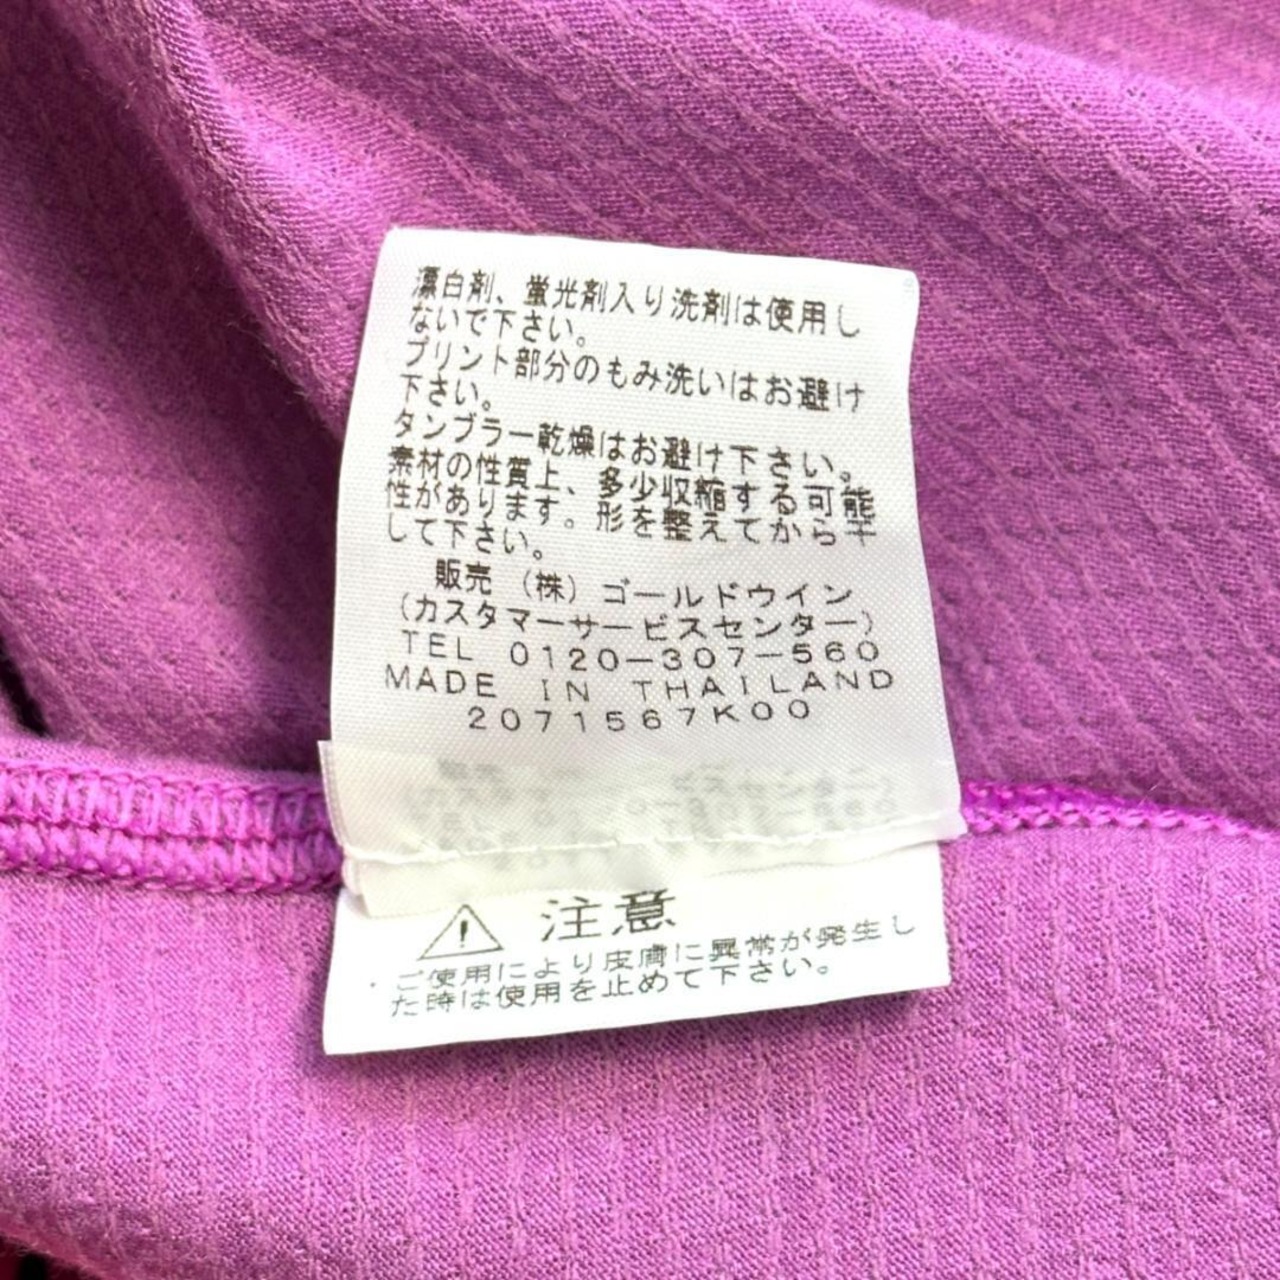 漂白剤、蛍光剤入り洗剤は使用し
ないで下さい。
プリント部分のもみ洗いはお避け
下さい。
タンブラー乾燥はお避け下さい。
素材の性質上、多少収縮する可能
性があります。形を整えてから干
して下さい。
販売 (株) ゴールドウイン
(カスタマーサービスセンター)
TEL 0120-307-560
MADE IN THAILAND
2071567K00
注意
・ご使用により皮膚に異常が発生し
た時は使用を止めて下さい。